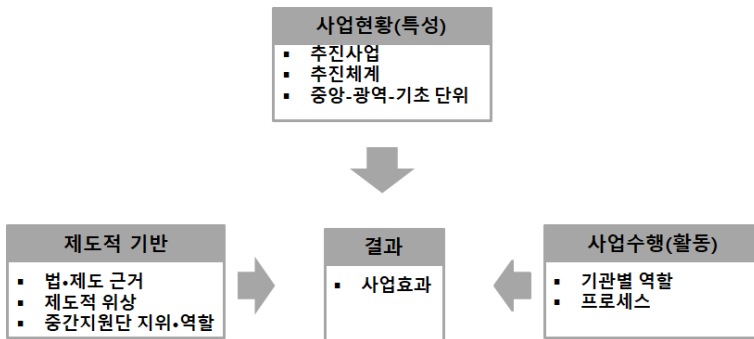 사업현황(특성)
▪ 추진사업
▪ 추진체계
▪ 중앙-광역-기초 단위
제도적 기반
▪ 법•제도 근거
▪ 제도적 위상
▪ 중간지원단 지위•역할
결과
▪ 사업효과
사업수행(활동)
▪ 기관별 역할
▪ 프로세스